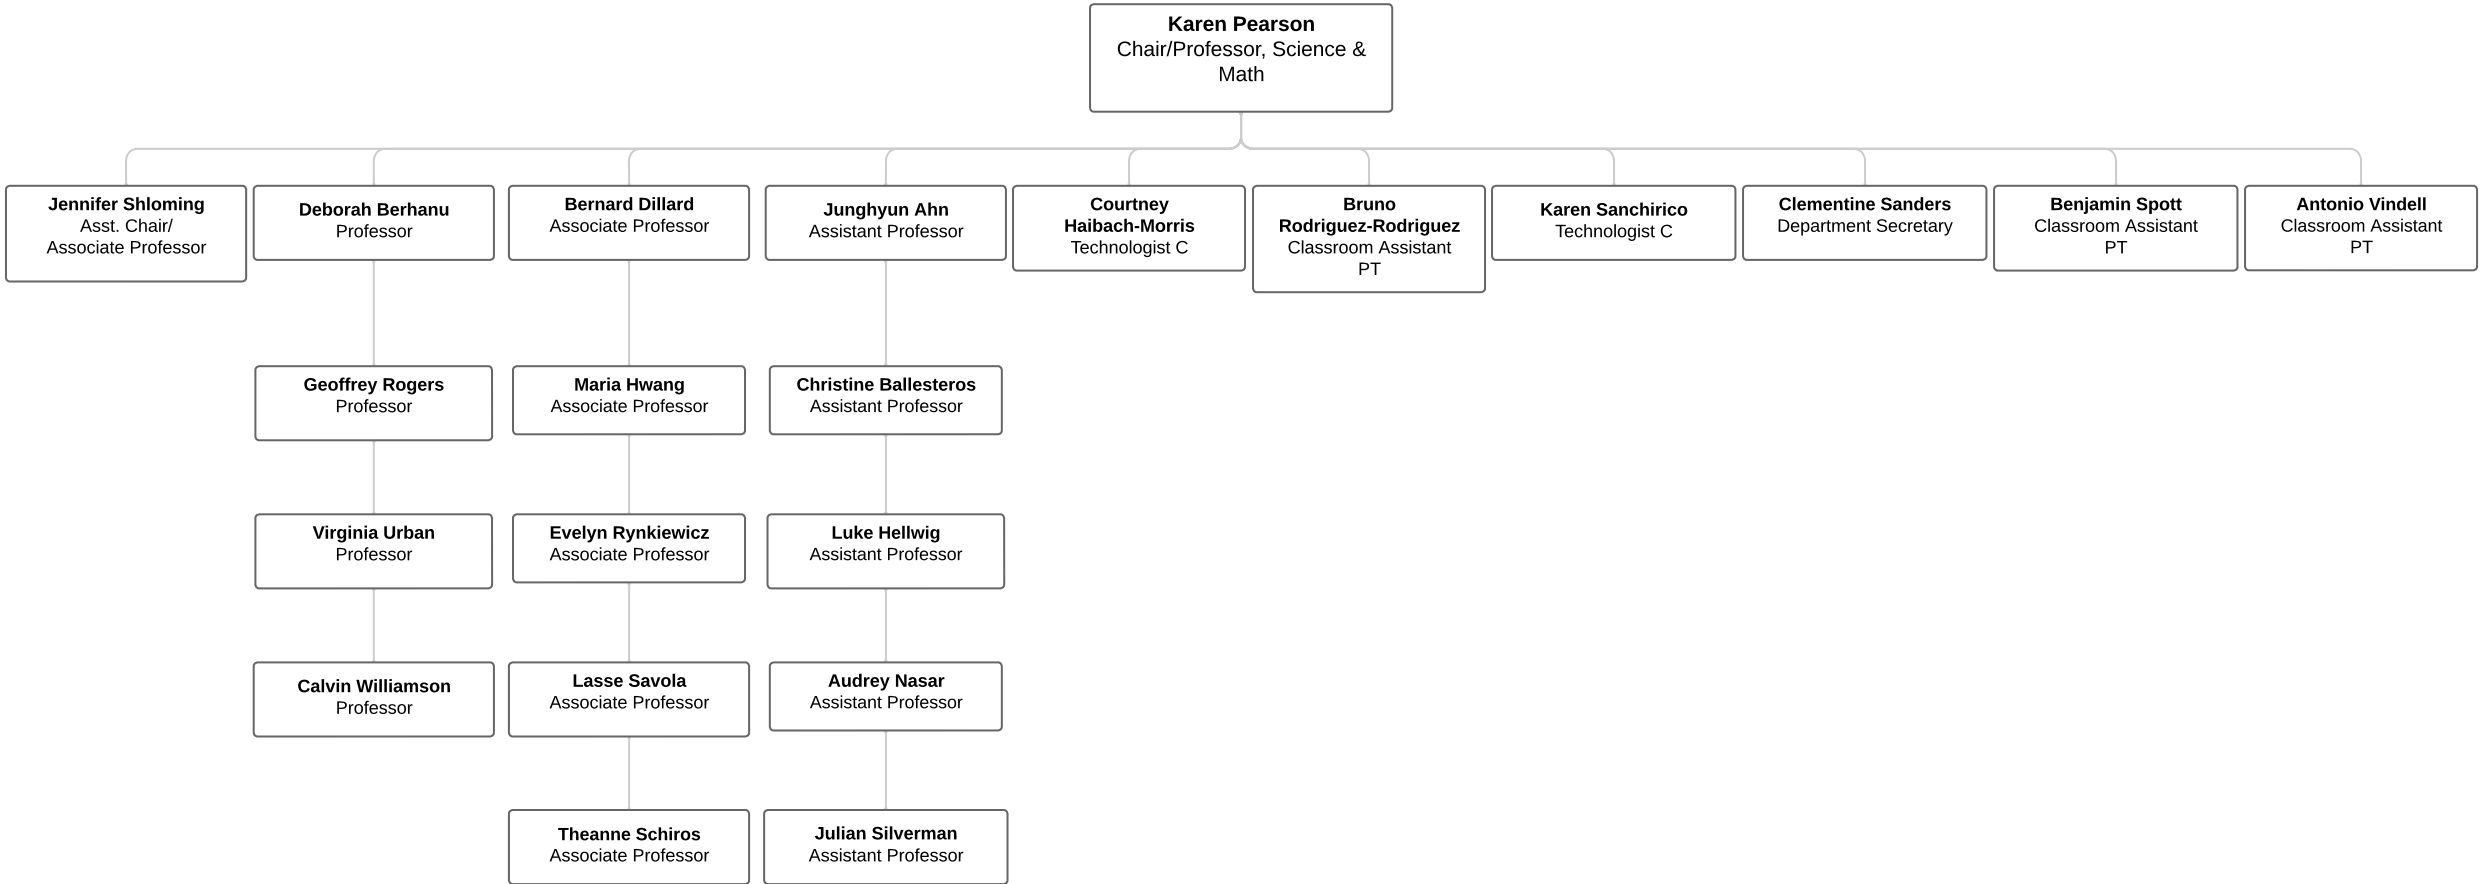 Karen Pearson
Chair/Professor, Science &
Math
Jennifer Shloming
Asst. Chair/
Associate Professor
Deborah Berhanu
Professor
Bernard Dillard
Associate Professor
Junghyun Ahn
Assistant Professor
Courtney
Haibach-Morris
Technologist C
Bruno
Rodriguez-Rodriguez
Classroom Assistant
PT
Karen Sanchirico
Technologist C
Clementine Sanders
Department Secretary
Benjamin Spott
Classroom Assistant
PT
Antonio Vindell
Classroom Assistant
PT
Geoffrey Rogers
Professor
Maria Hwang
Associate Professor
Christine Ballesteros
Assistant Professor
Virginia Urban
Professor
Evelyn Rynkiewicz
Associate Professor
Luke Hellwig
Assistant Professor
Calvin Williamson
Professor
Lasse Savola
Associate Professor
Audrey Nasar
Assistant Professor
Theanne Schiros
Associate Professor
Julian Silverman
Assistant Professor